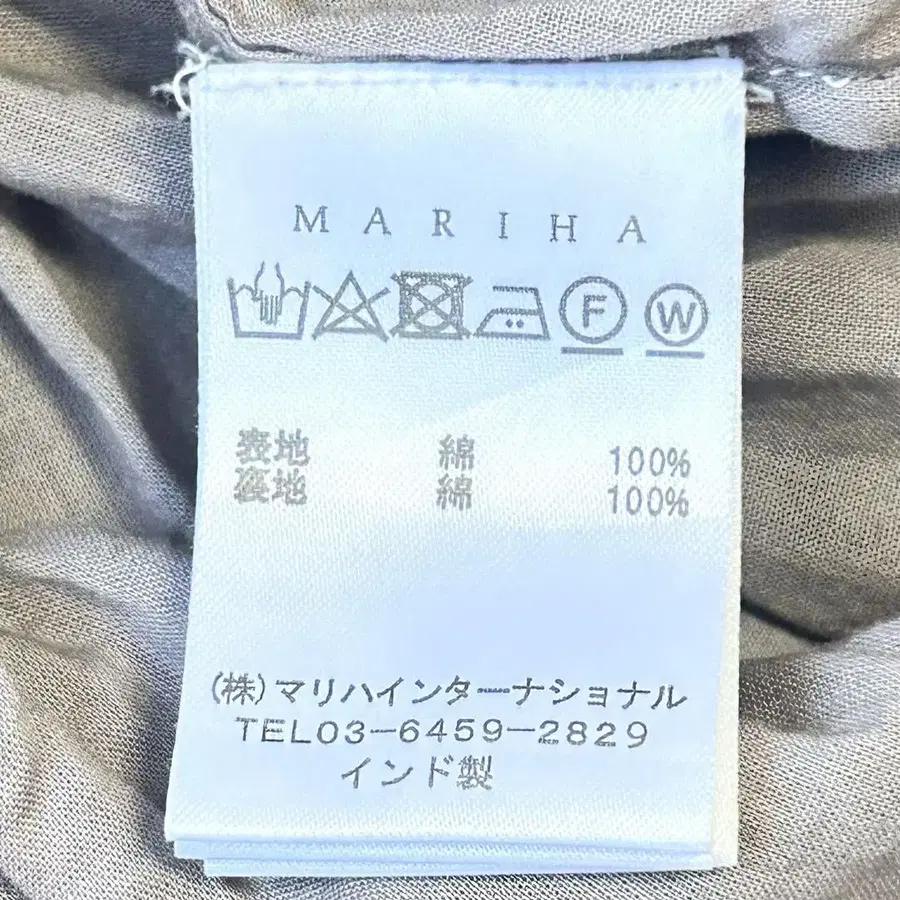 MARIHA
F W
表地 綿 100%
裏地 綿 100%
(株)マリハインターナショナル
TEL03-6459-2829
インド製